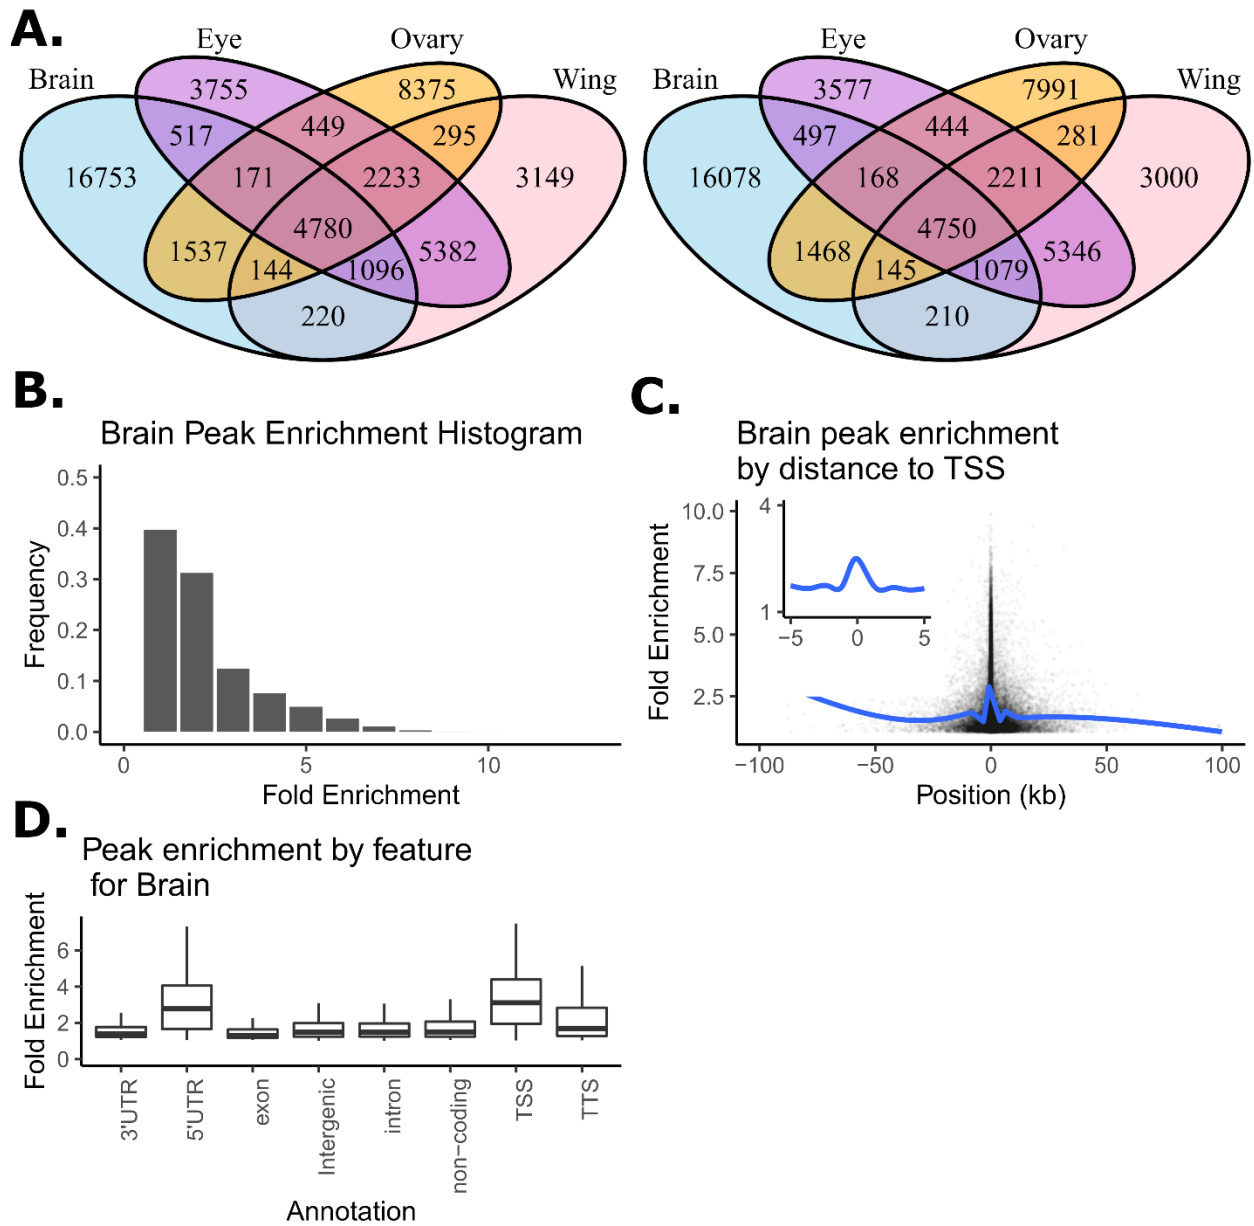 A.
Eye Ovary
Brain Wing
3755 8375
517 449 295
16753 171 2233 3149
4780
1537 144 1096 5382
220
Eye Ovary
Brain Wing
3577 7991
497 444 281
16078 168 2211 3000
4750
1468 145 1079 5346
210
B.
Brain Peak Enrichment Histogram
Frequency
0.5
0.4
0.3
0.2
0.1
0.0
0 5 10
Fold Enrichment
C.
Brain peak enrichment
by distance to TSS
Fold Enrichment
10.0
7.5
5.0
2.5
4
1
−5 0 5
−100 −50 0 50 100
Position (kb)
D.
Peak enrichment by feature
for Brain
Fold Enrichment
6
4
2
0
3'UTR
5'UTR
exon
Intergenic
intron
non−coding
TSS
TTS
Annotation